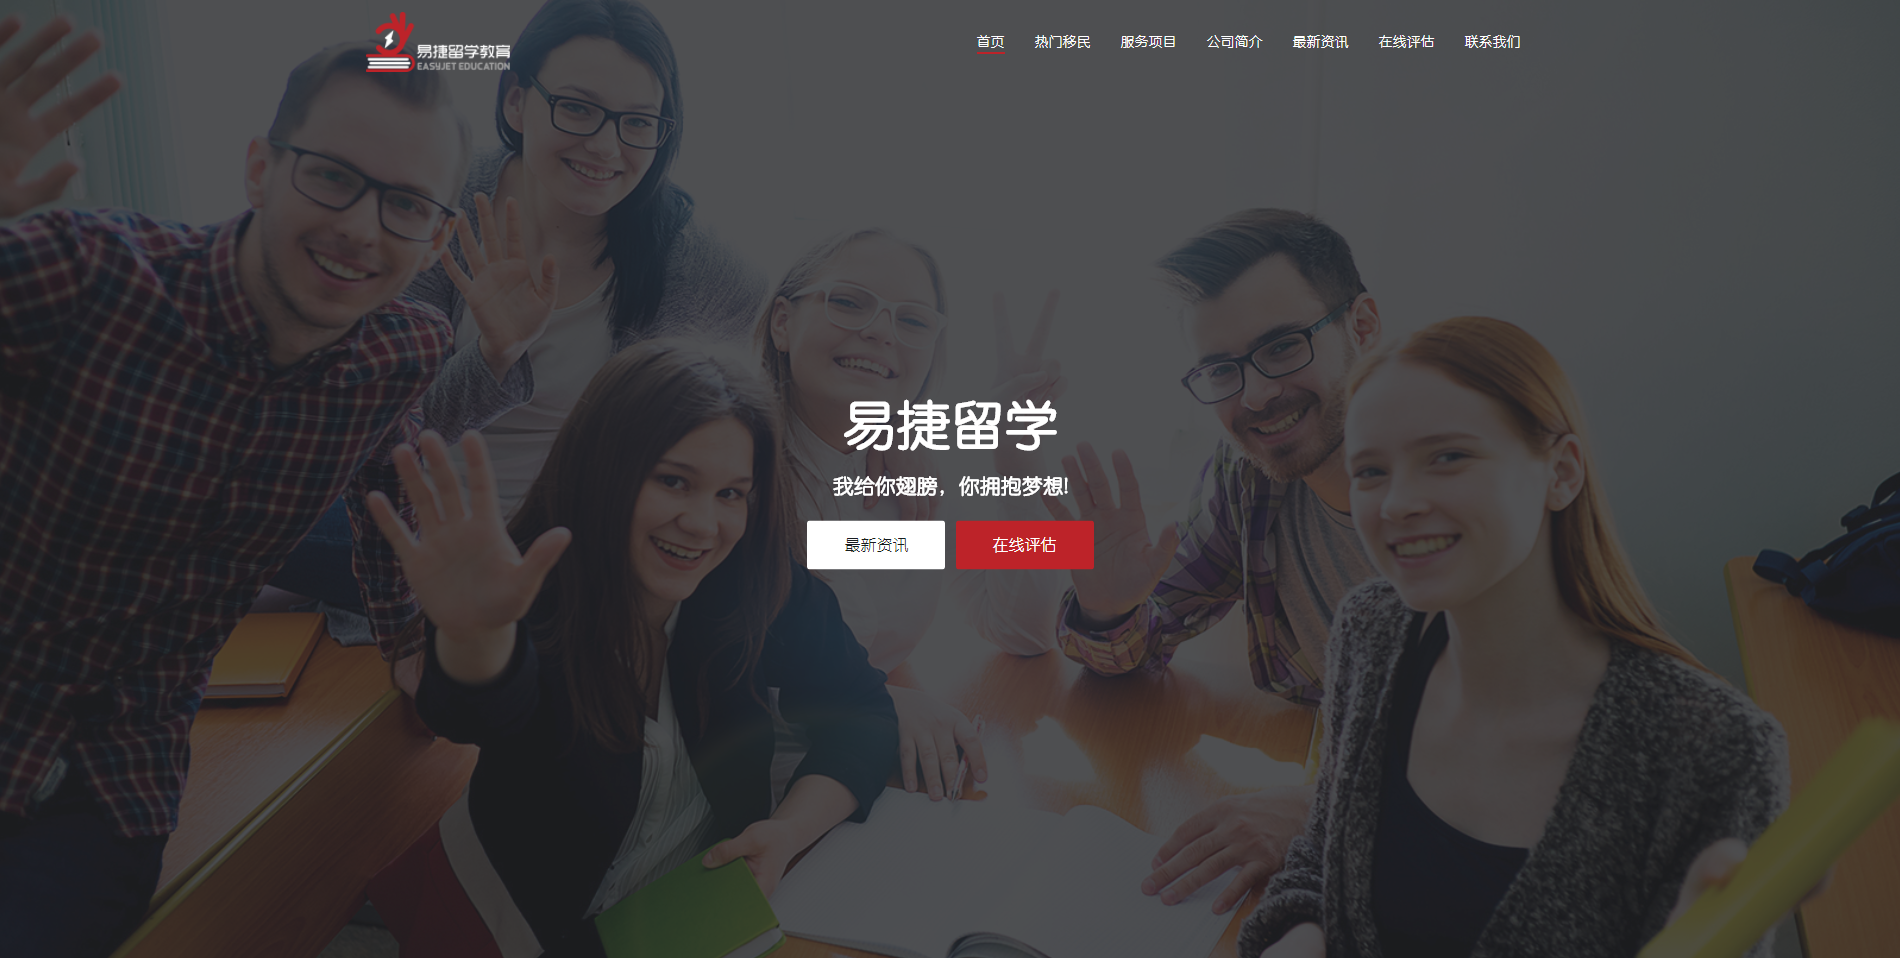 易捷留学教育
EASYJET EDUCATION
首页 热门移民 服务项目 公司简介 最新资讯 在线评估 联系我们
易捷留学
我给你翅膀，你拥抱梦想!
最新资讯 在线评估